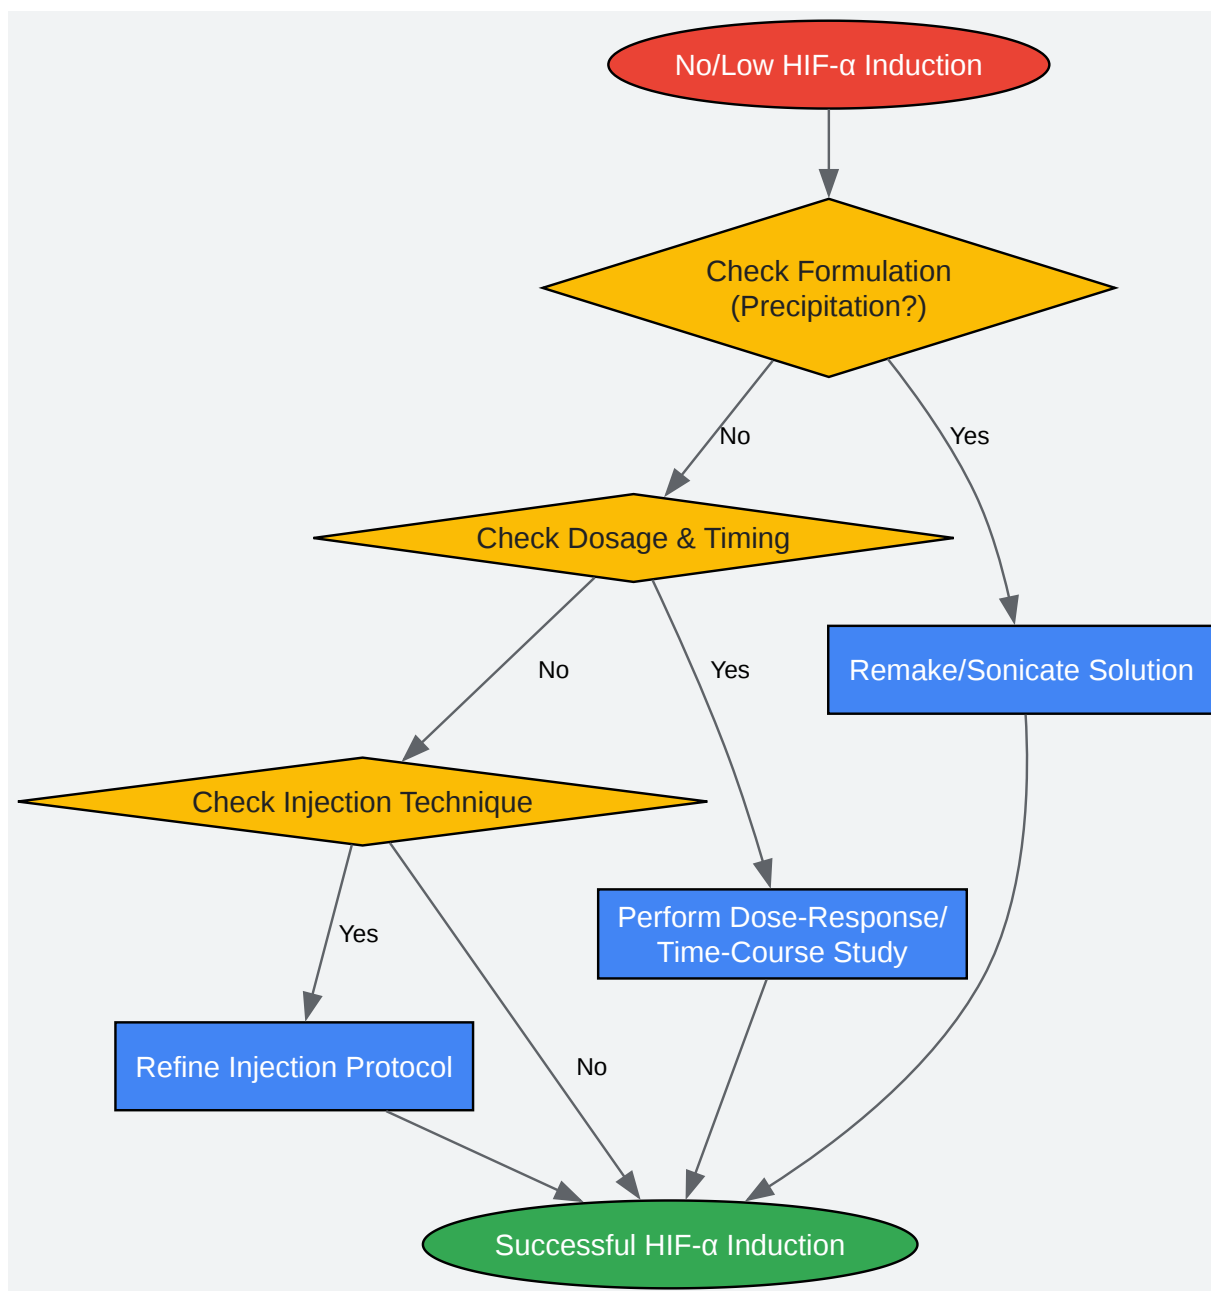 No/Low HIF-α Induction
Check Formulation
(Precipitation?)
No
Yes
Check Dosage & Timing
No
Yes
Remake/Sonicate Solution
Check Injection Technique
Perform Dose-Response/
Time-Course Study
Yes
Refine Injection Protocol
No
Successful HIF-α Induction